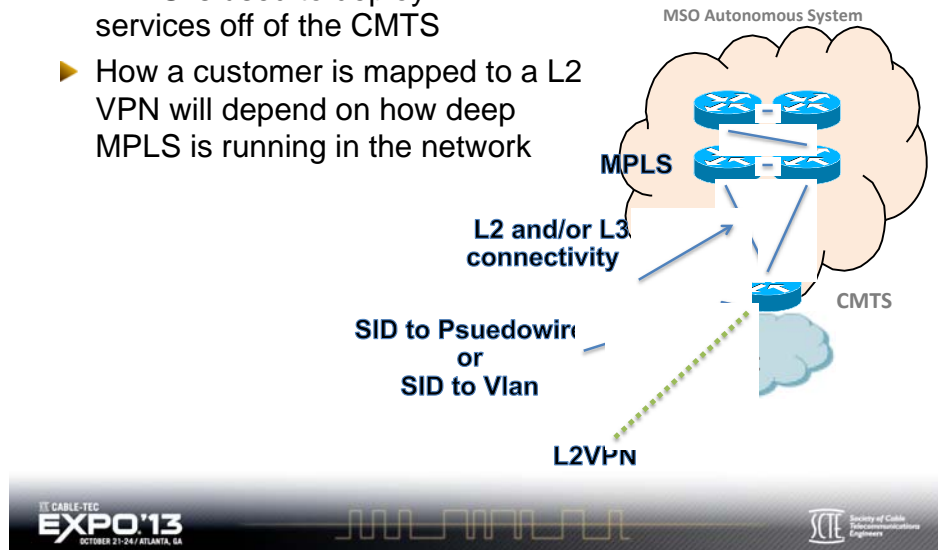 services off of the CMTS
How a customer is mapped to a L2
VPN will depend on how deep
MPLS is running in the network
MSO Autonomous System
MPLS
L2 and/or L3
connectivity
CMTS
SID to Psuedowire
or
SID to Vlan
L2VPN
CABLE-TEC
EXPO.'13
OCTOBER 21-24 / ATLANTA, GA
SCTE
Society of Cable
Telecommunications
Engineers